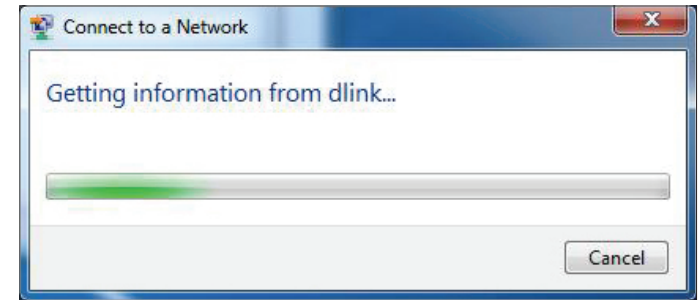 Connect to a Network
Getting information from dlink...
Cancel